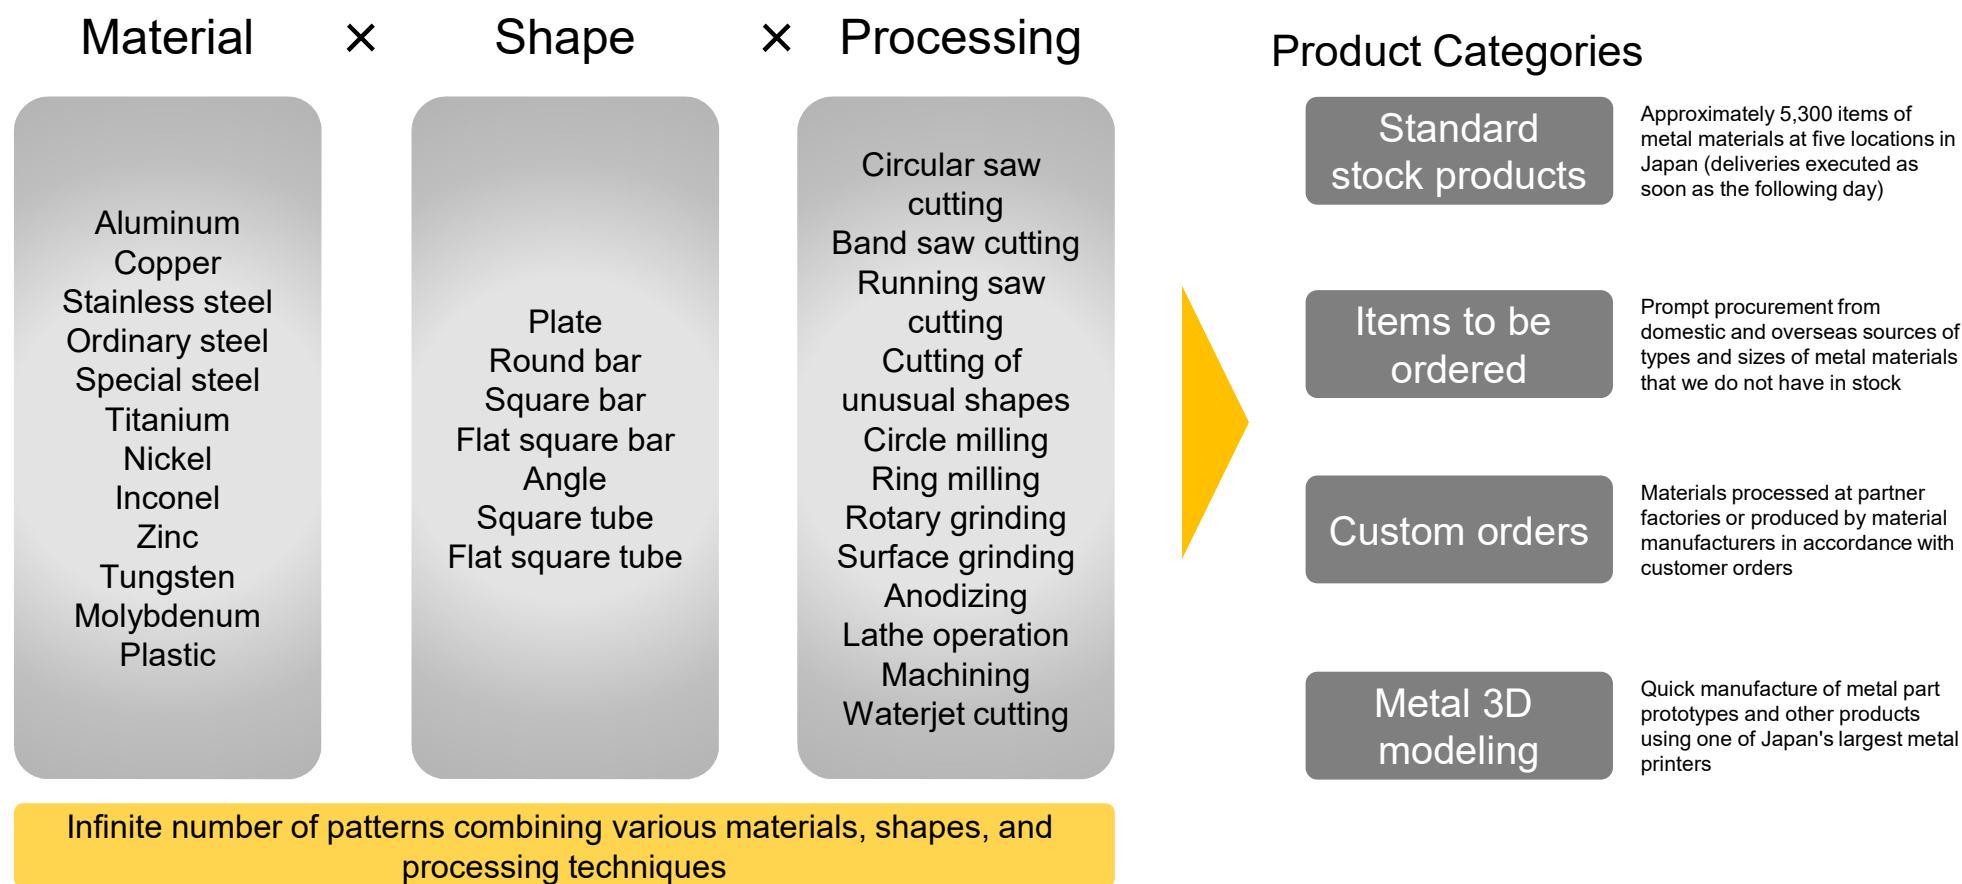 Material × Shape × Processing
Aluminum
Copper
Stainless steel
Ordinary steel
Special steel
Titanium
Nickel
Inconel
Zinc
Tungsten
Molybdenum
Plastic
Plate
Round bar
Square bar
Flat square bar
Angle
Square tube
Flat square tube
Circular saw
cutting
Band saw cutting
Running saw
cutting
Cutting of
unusual shapes
Circle milling
Ring milling
Rotary grinding
Surface grinding
Anodizing
Lathe operation
Machining
Waterjet cutting
Infinite number of patterns combining various materials, shapes, and
processing techniques
Product Categories
Standard
stock products
Approximately 5,300 items of
metal materials at five locations in
Japan (deliveries executed as
soon as the following day)
Items to be
ordered
Prompt procurement from
domestic and overseas sources of
types and sizes of metal materials
that we do not have in stock
Custom orders
Materials processed at partner
factories or produced by material
manufacturers in accordance with
customer orders
Metal 3D
modeling
Quick manufacture of metal part
prototypes and other products
using one of Japan's largest metal
printers